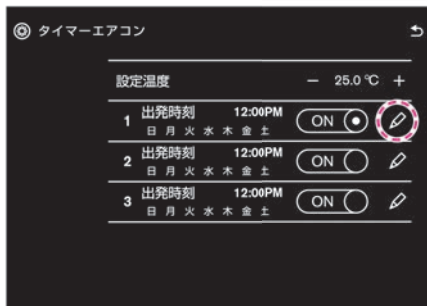 タイマーエアコン
設定温度 − 25.0 ℃ +
1 出発時刻 12:00PM ON
日 月 火 水 木 金 土
2 出発時刻 12:00PM ON
日 月 火 水 木 金 土
3 出発時刻 12:00PM ON
日 月 火 水 木 金 土